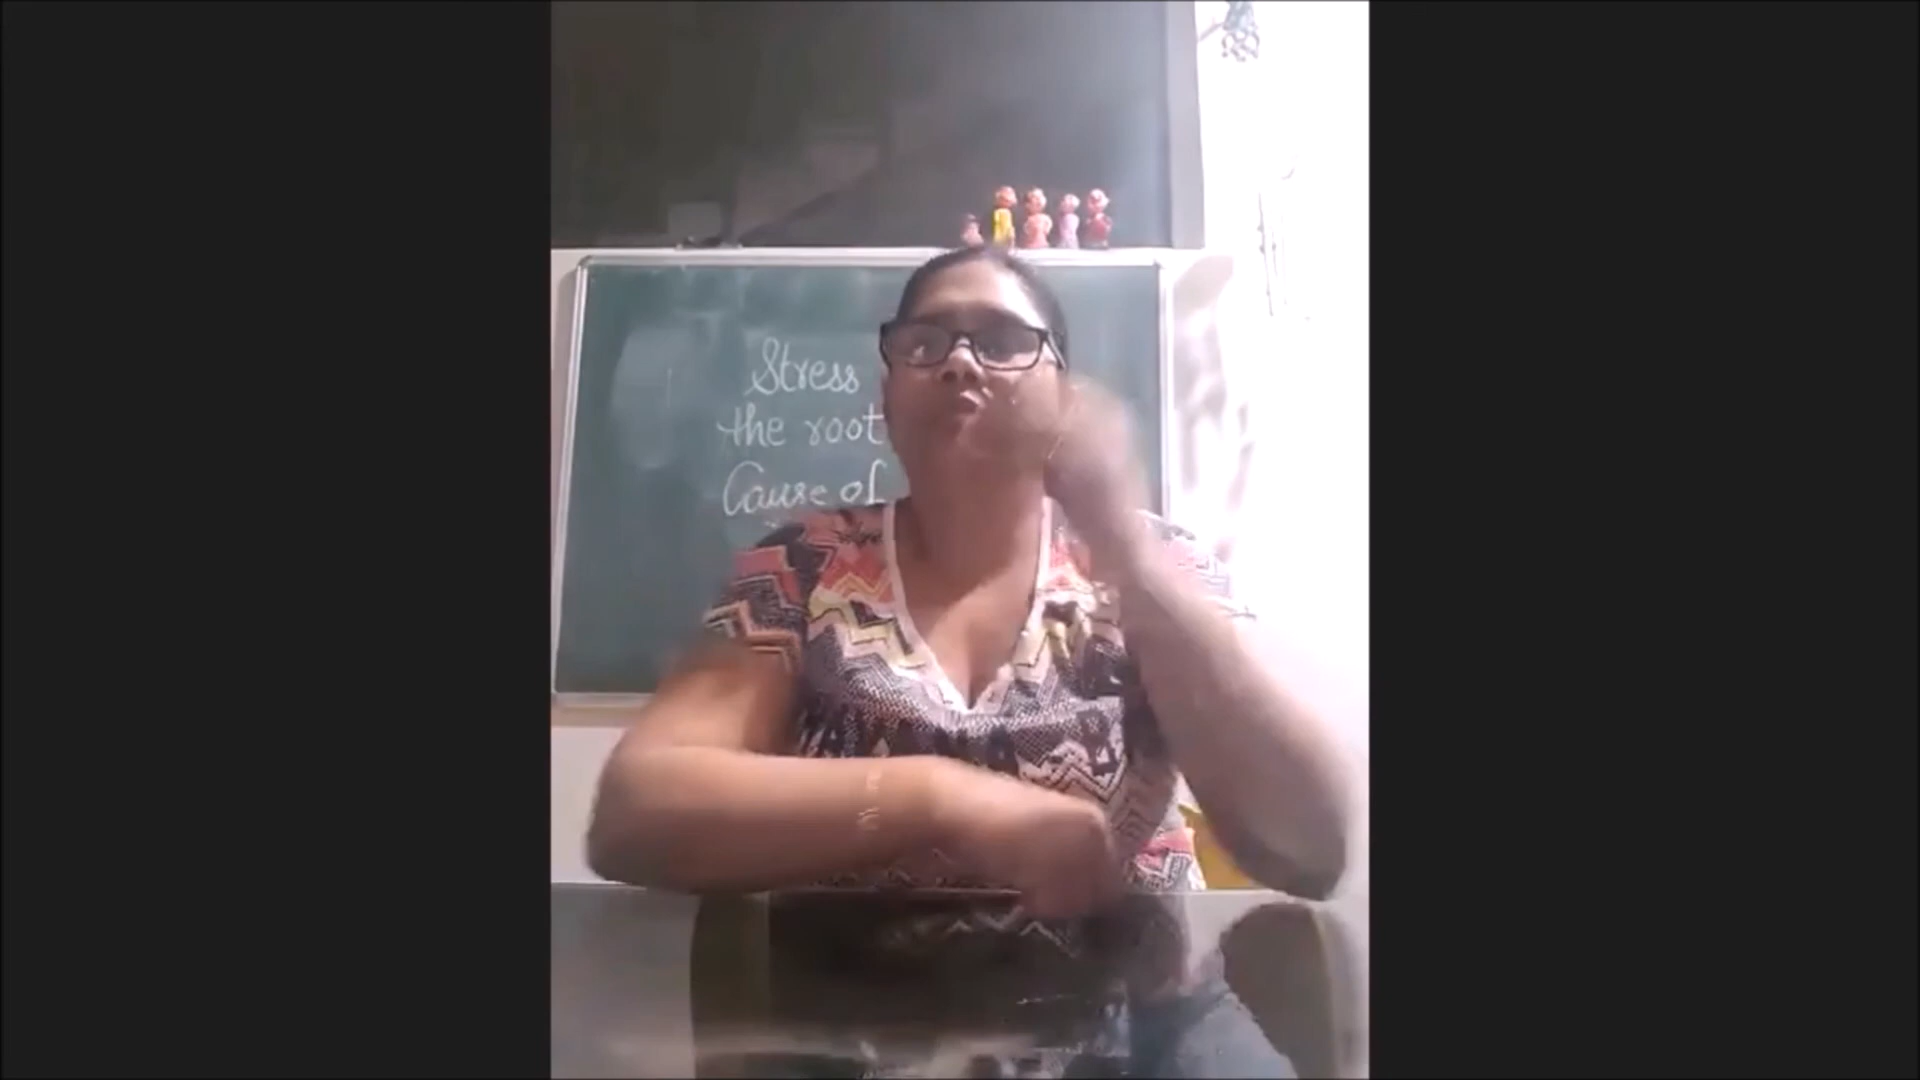 Stress
the root
Cause of